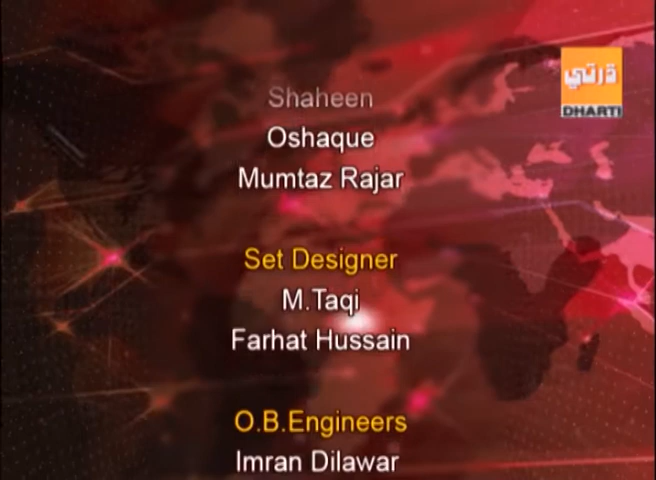 ڌرتي
DHARTI
Shaheen
Oshaque
Mumtaz Rajar
Set Designer
M.Taqi
Farhat Hussain
O.B.Engineers
Imran Dilawar